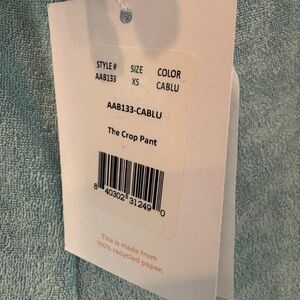 STYLE # SIZE COLOR
AAB133 XS CABLU
AAB133-CABLU
The Crop Pant
8 40302 31249 0
This is made from
100% recycled paper.